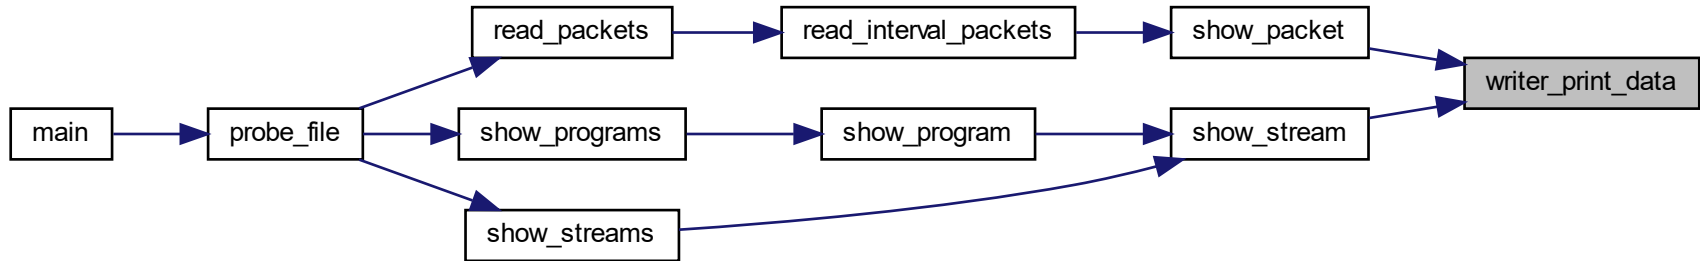 read_packets
read_interval_packets
show_packet
writer_print_data
main
probe_file
show_programs
show_program
show_stream
show_streams